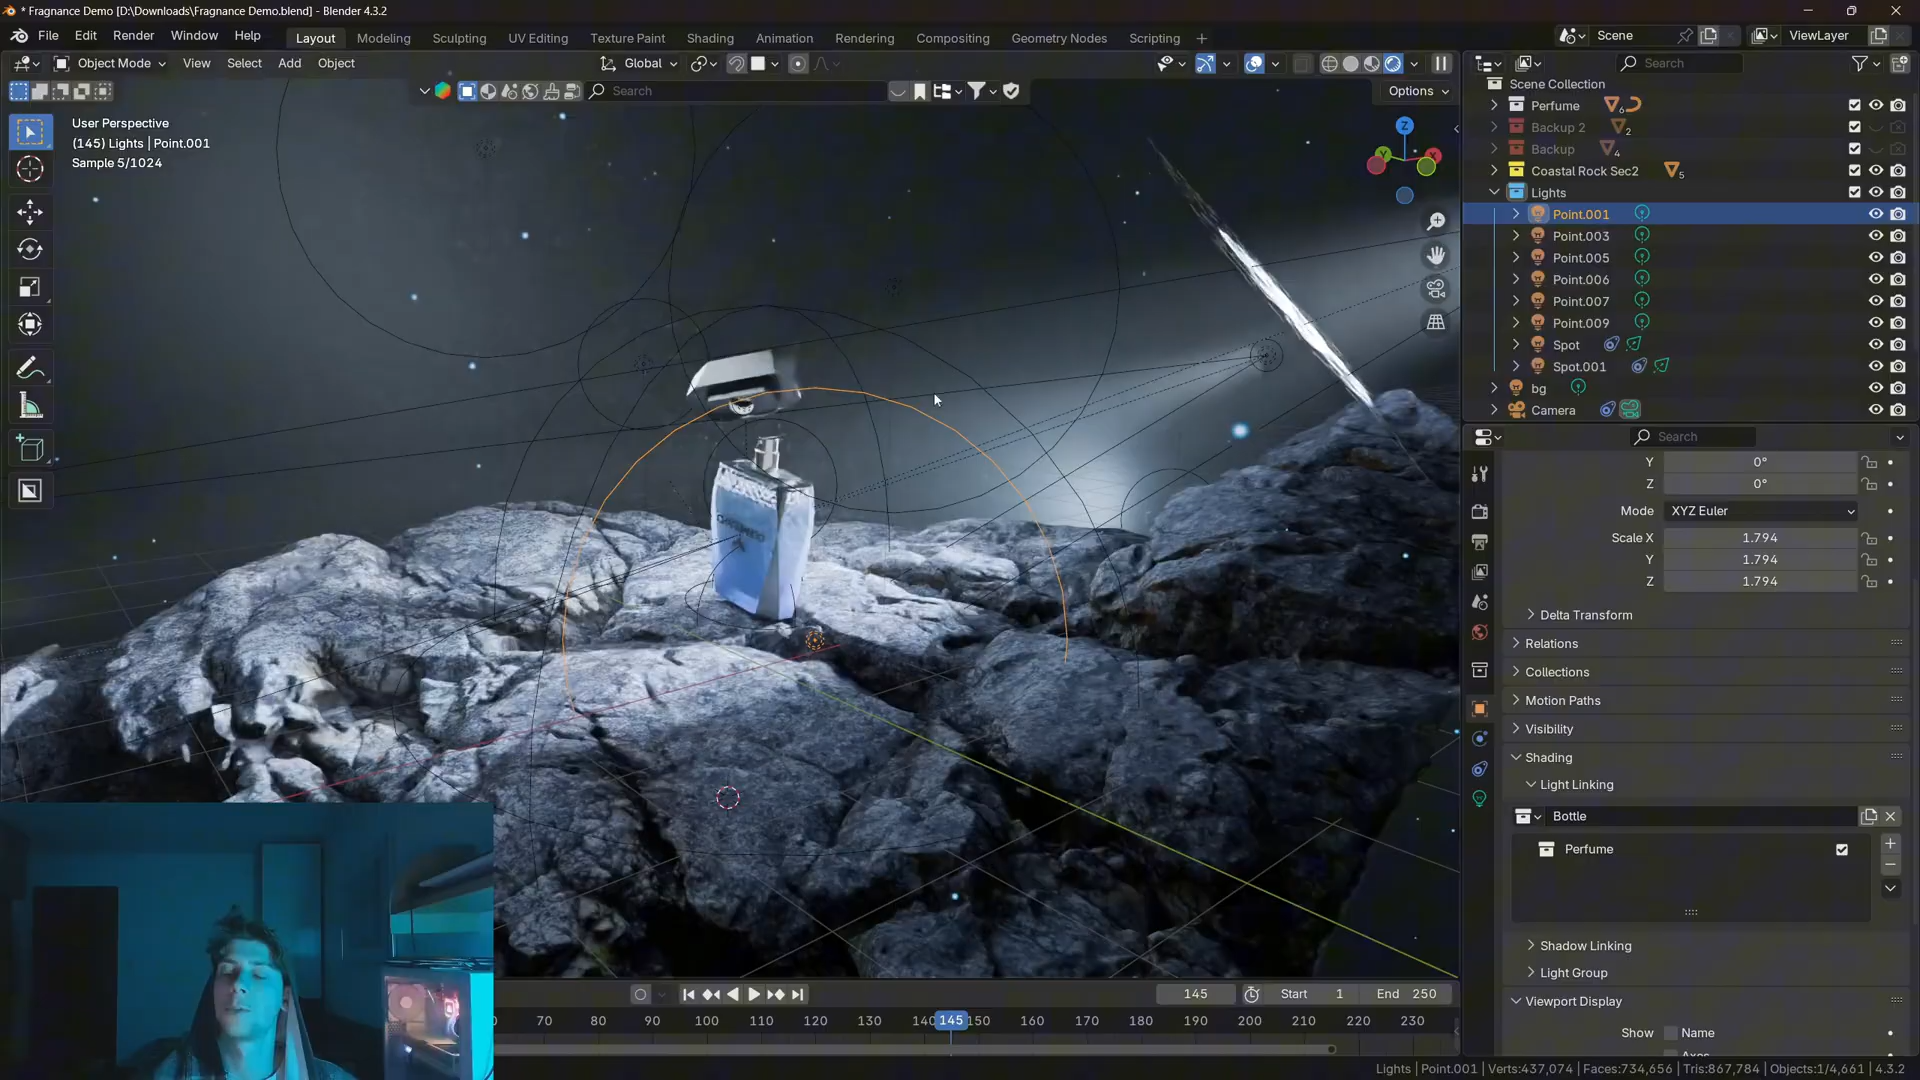 * Fragnance Demo [D:\Downloads\Fragnance Demo.blend] - Blender 4.3.2
File Edit Render Window Help
Layout Modeling Sculpting UV Editing Texture Paint Shading Animation Rendering Compositing Geometry Nodes Scripting +
Scene
ViewLayer
Object Mode View Select Add Object
Global
Search
Search
Options
User Perspective
(145) Lights | Point.001
Sample 5/1024
Z
Y
X
Scene Collection
Perfume 6
Backup 2 2
Backup 4
Coastal Rock Sec2 5
Lights
Point.001
Point.003
Point.005
Point.006
Point.007
Point.009
Spot
Spot.001
bg
Camera
Search
Y 0°
Z 0°
Mode XYZ Euler
Scale X 1.794
Y 1.794
Z 1.794
Delta Transform
Relations
Collections
Motion Paths
Visibility
Shading
Light Linking
Bottle
Perfume
Shadow Linking
Light Group
Viewport Display
Show Name
Axes
145
Start 1
End 250
70 80 90 100 110 120 130 140 145 150 160 170 180 190 200 210 220 230
Lights | Point.001 | Verts:437,074 | Faces:734,656 | Tris:867,784 | Objects:1/4,661 | 4.3.2